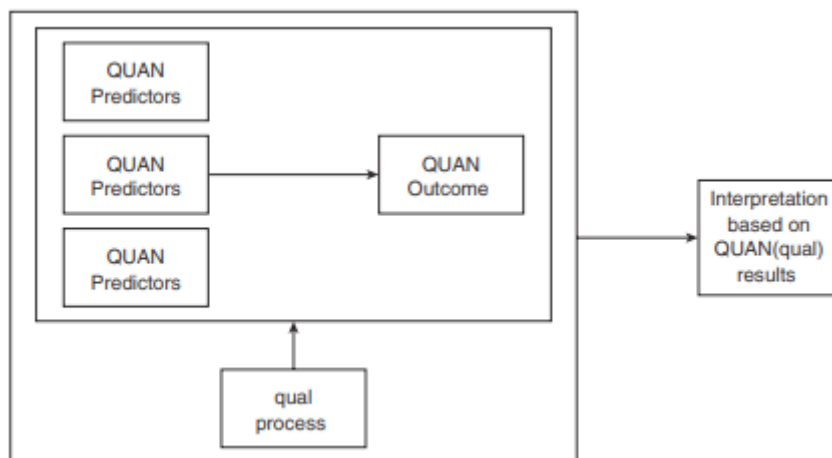 QUAN
Predictors
QUAN
Predictors
QUAN
Outcome
QUAN
Predictors
Interpretation
based on
QUAN(qual)
results
qual
process